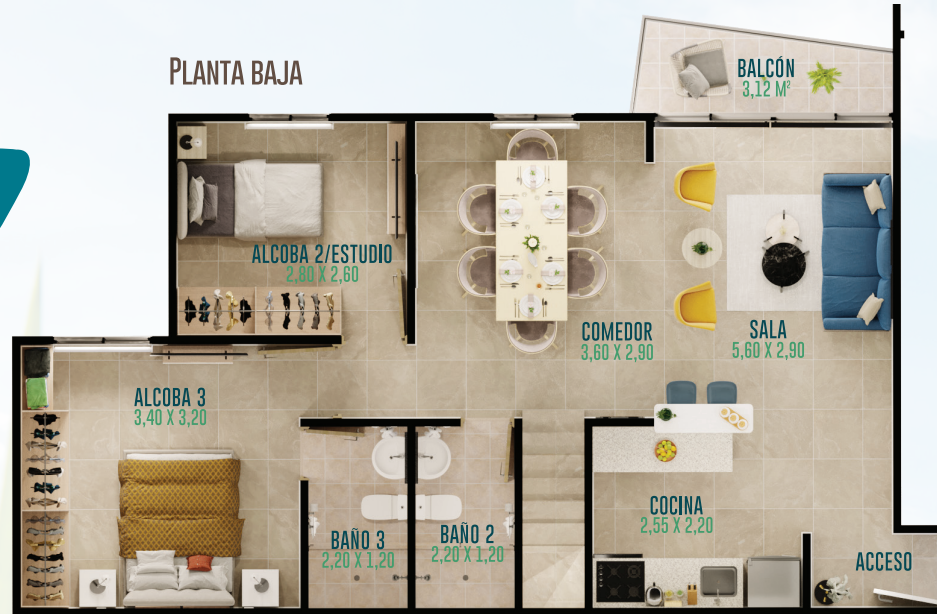 PLANTA BAJA
BALCÓN
3,12 M²
ALCOBA 2/ESTUDIO
2,80 X 2,60
COMEDOR
3,60 X 2,90
SALA
5,60 X 2,90
ALCOBA 3
3,40 X 3,20
BAÑO 3
2,20 X 1,20
BAÑO 2
2,20 X 1,20
COCINA
2,55 X 2,20
ACCESO